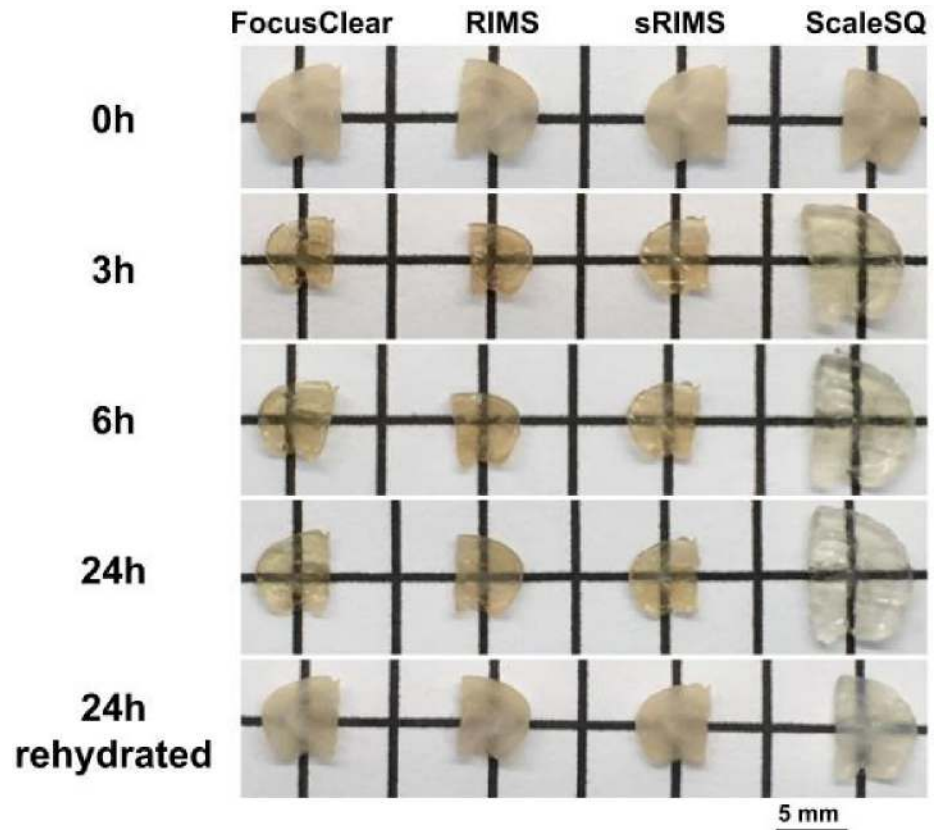 FocusClear RIMS sRIMS ScaleSQ
0h
3h
6h
24h
24h
rehydrated
5 mm